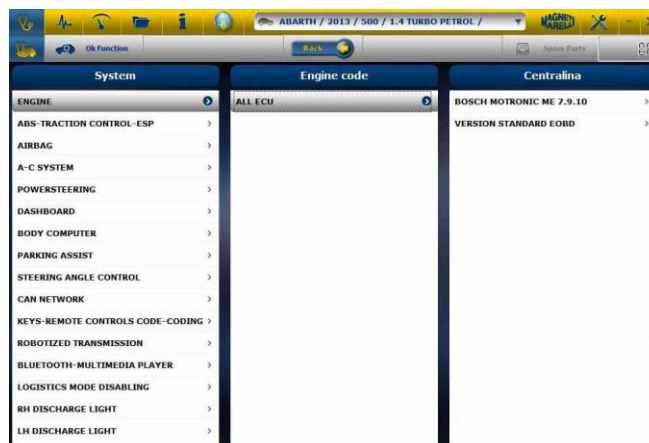 ABARTH / 2013 / 500 / 1.4 TURBO PETROL /
MAGNETI
MARELLI
Ok Function
Back
Spare Parts
System
ENGINE
ABS-TRACTION CONTROL-ESP
AIRBAG
A-C SYSTEM
POWERSTEERING
DASHBOARD
BODY COMPUTER
PARKING ASSIST
STEERING ANGLE CONTROL
CAN NETWORK
KEYS-REMOTE CONTROLS CODE-CODING
ROBOTIZED TRANSMISSION
BLUETOOTH-MULTIMEDIA PLAYER
LOGISTICS MODE DISABLING
RH DISCHARGE LIGHT
LH DISCHARGE LIGHT
Engine code
ALL ECU
Centralina
BOSCH MOTRONIC ME 7.9.10
VERSION STANDARD EOBD